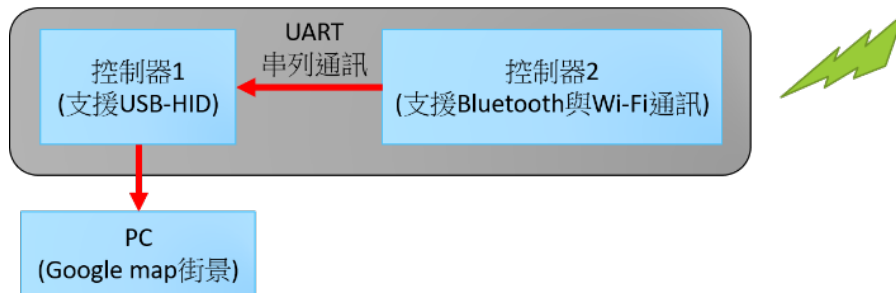 UART
串列通訊
控制器1
(支援USB-HID)
控制器2
(支援Bluetooth與Wi-Fi通訊)
PC
(Google map街景)